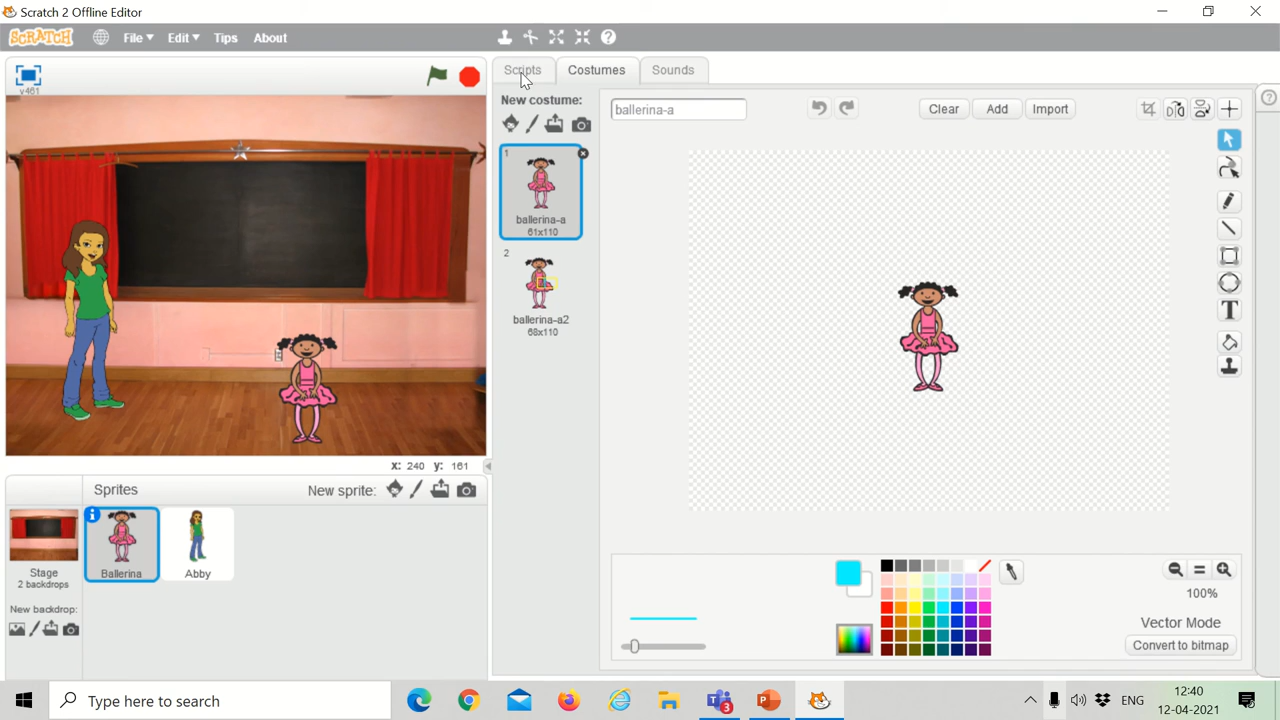 Scratch 2 Offline Editor
SCRATCH File Edit Tips About
v461
Scripts Costumes Sounds
New costume:
ballerina-a
Clear Add Import
1
ballerina-a
61x110
2
ballerina-a2
68x110
x: 240 y: 161
Sprites New sprite:
Stage
2 backdrops
New backdrop:
Ballerina
Abby
T
100%
Vector Mode
Convert to bitmap
Type here to search
3
ENG
12:40
12-04-2021